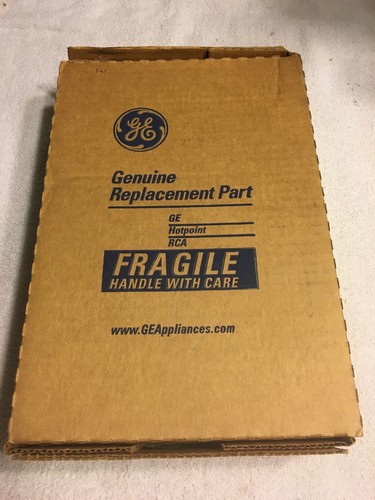 GE
Genuine
Replacement Part
GE
Hotpoint
RCA
FRAGILE
HANDLE WITH CARE
www.GEAppliances.com